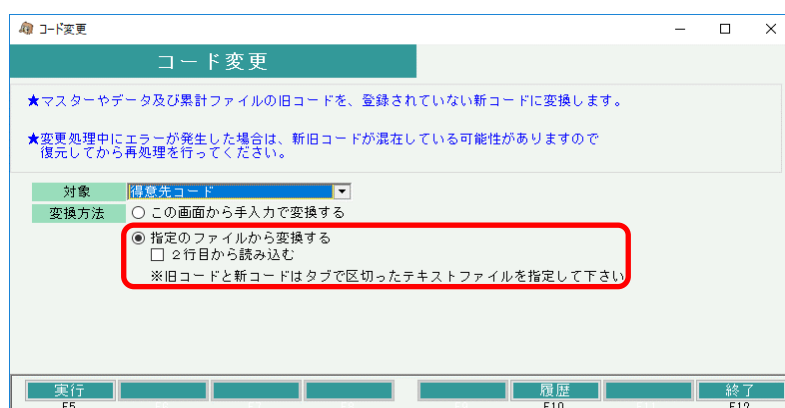 コード変更
コード変更
★マスターやデータ及び累計ファイルの旧コードを、登録されていない新コードに変換します。
★変更処理中にエラーが発生した場合は、新旧コードが混在している可能性がありますので
復元してから再処理を行ってください。
対象 得意先コード
変換方法 この画面から手入力で変換する
指定のファイルから変換する
２行目から読み込む
※旧コードと新コードはタブで区切ったテキストファイルを指定して下さい
実行 履歴 終了
F5 F10 F12